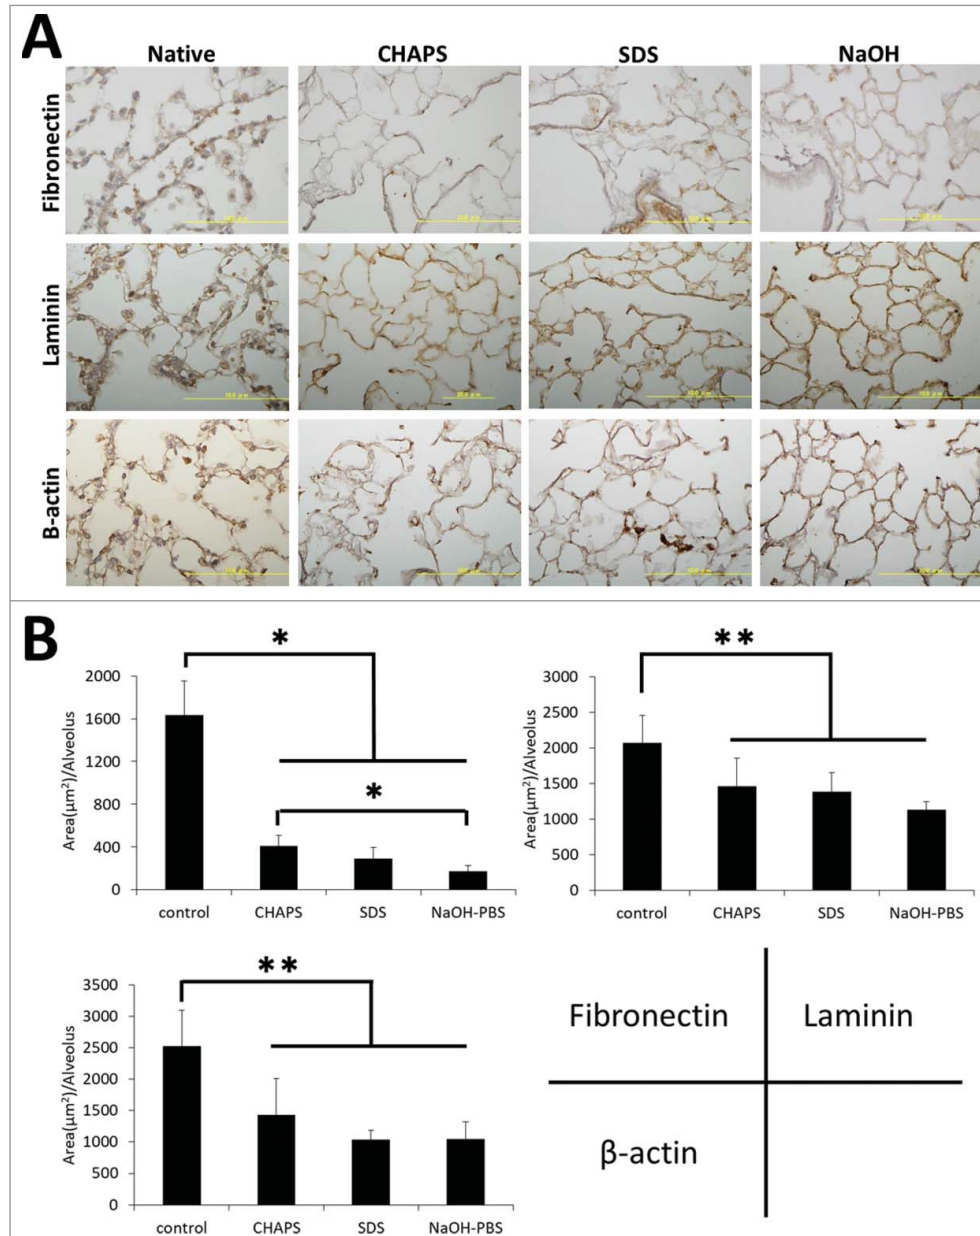 A
Native CHAPS SDS NaOH
Fibronectin
Laminin
B-actin
B
*
2000
1600
1200
800
400
0
Area(μm²)/Alveolus
*
control CHAPS SDS NaOH-PBS
**
3000
2500
2000
1500
1000
500
0
Area(μm²)/Alveolus
control CHAPS SDS NaOH-PBS
**
3500
3000
2500
2000
1500
1000
500
0
Area(μm²)/Alveolus
control CHAPS SDS NaOH-PBS
Fibronectin Laminin
β-actin